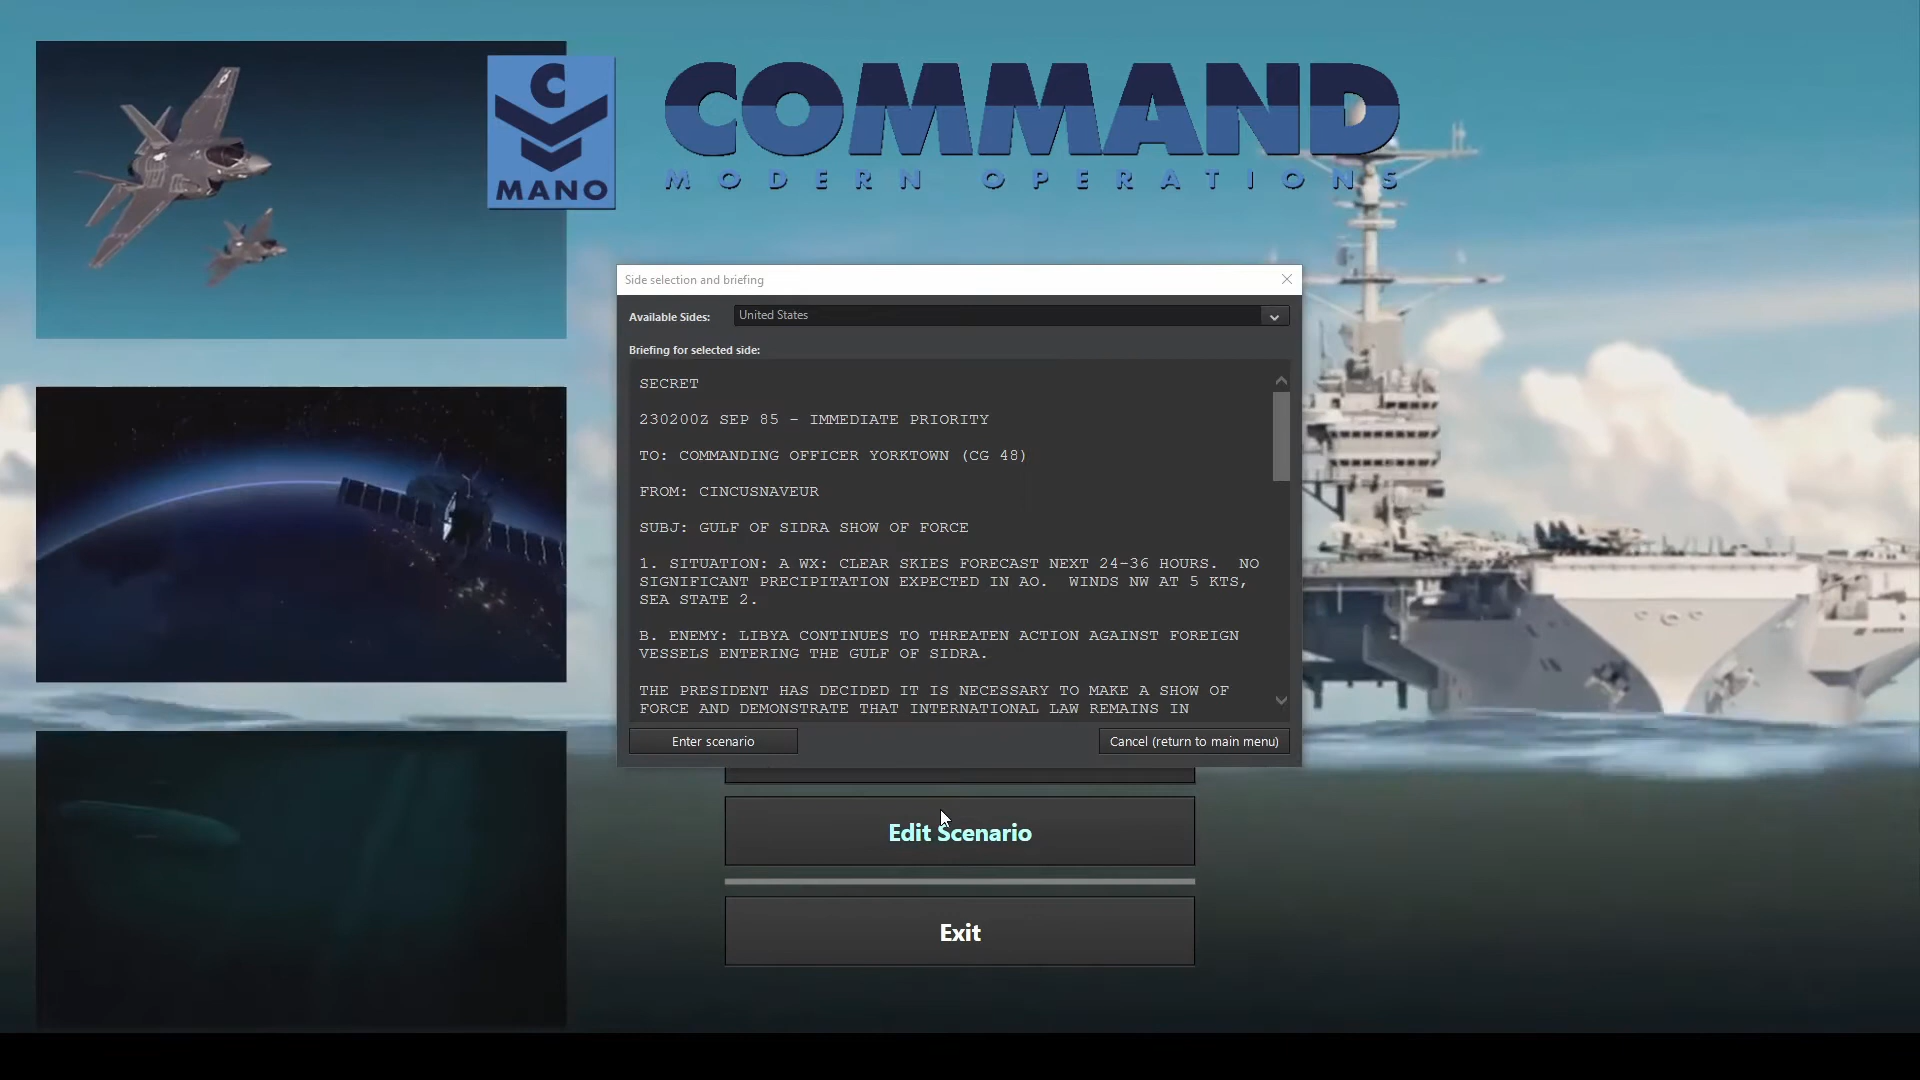 C
MANO
COMMAND
MODERN OPERATIONS
Side selection and briefing
Available Sides:
United States
Briefing for selected side:
SECRET
230200Z SEP 85 - IMMEDIATE PRIORITY
TO: COMMANDING OFFICER YORKTOWN (CG 48)
FROM: CINCUSNAVEUR
SUBJ: GULF OF SIDRA SHOW OF FORCE
1. SITUATION: A WX: CLEAR SKIES FORECAST NEXT 24-36 HOURS. NO
SIGNIFICANT PRECIPITATION EXPECTED IN AO. WINDS NW AT 5 KTS,
SEA STATE 2.
B. ENEMY: LIBYA CONTINUES TO THREATEN ACTION AGAINST FOREIGN
VESSELS ENTERING THE GULF OF SIDRA.
THE PRESIDENT HAS DECIDED IT IS NECESSARY TO MAKE A SHOW OF
FORCE AND DEMONSTRATE THAT INTERNATIONAL LAW REMAINS IN
Enter scenario
Cancel (return to main menu)
Edit Scenario
Exit